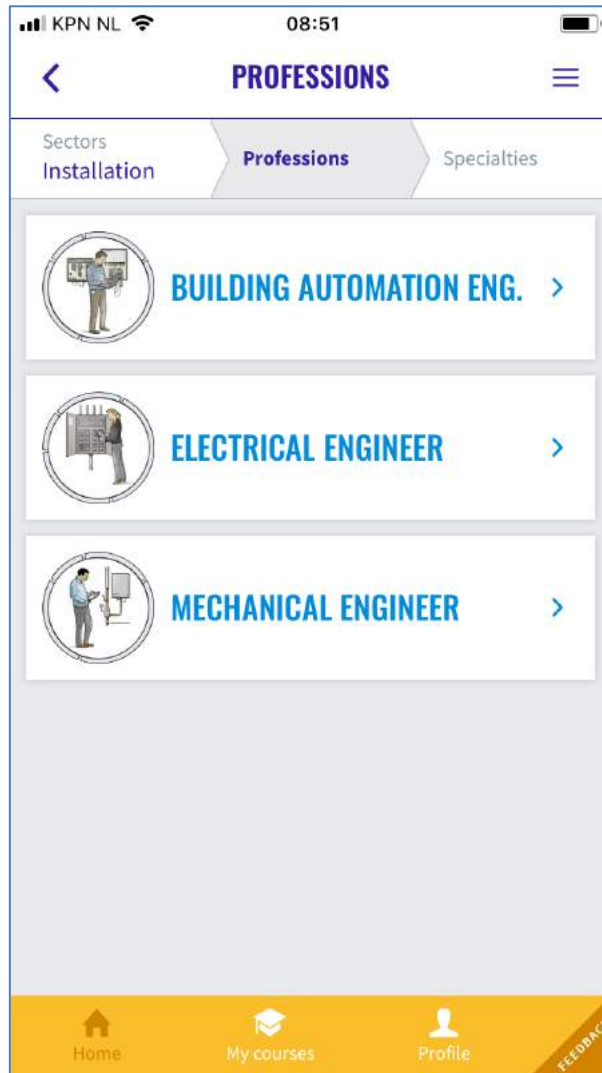 KPN NL 08:51
PROFESSIONS
Sectors
Installation
Professions
Specialties
BUILDING AUTOMATION ENG.
ELECTRICAL ENGINEER
MECHANICAL ENGINEER
Home My courses Profile
FEEDBACK